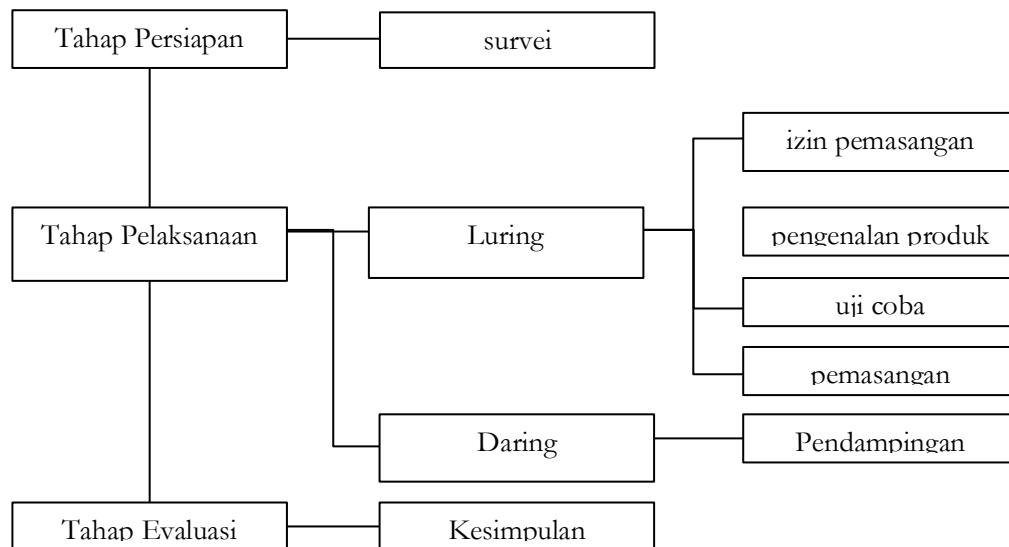 Tahap Persiapan
survei
izin pemasangan
Tahap Pelaksanaan
Luring
pengenalan produk
uji coba
pemasangan
Daring
Pendampingan
Tahap Evaluasi
Kesimpulan